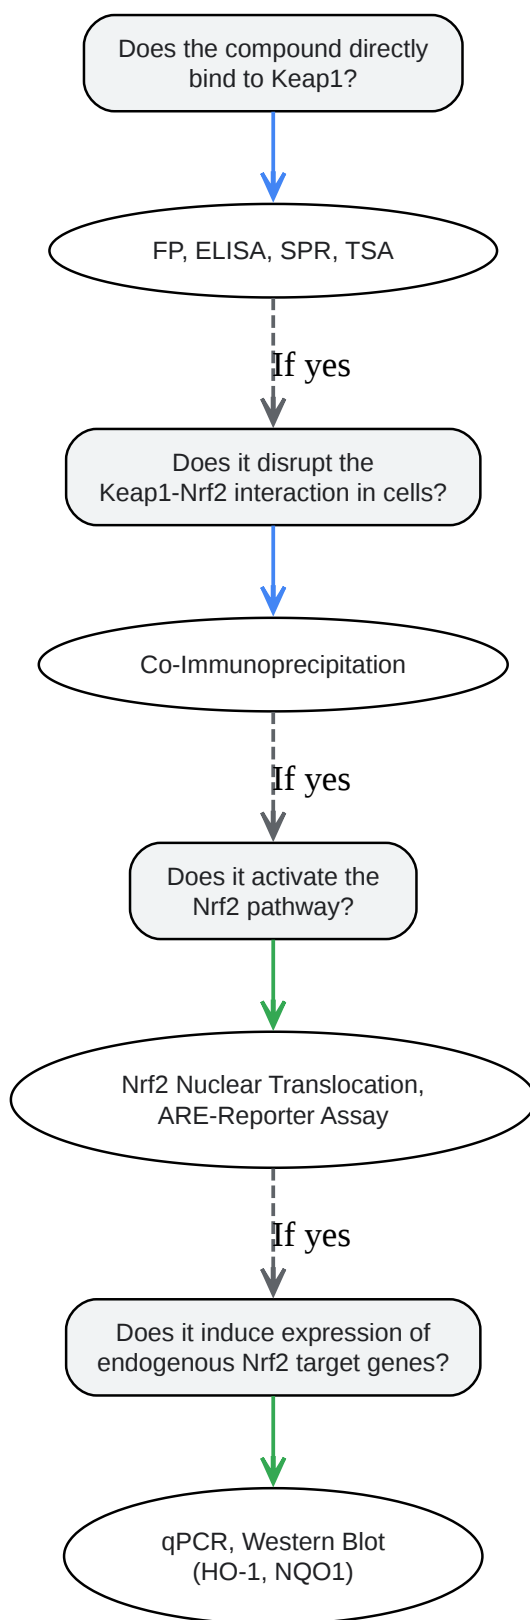 Does the compound directly
bind to Keap1?
FP, ELISA, SPR, TSA
If yes
Does it disrupt the
Keap1-Nrf2 interaction in cells?
Co-Immunoprecipitation
If yes
Does it activate the
Nrf2 pathway?
Nrf2 Nuclear Translocation,
ARE-Reporter Assay
If yes
Does it induce expression of
endogenous Nrf2 target genes?
qPCR, Western Blot
(HO-1, NQO1)